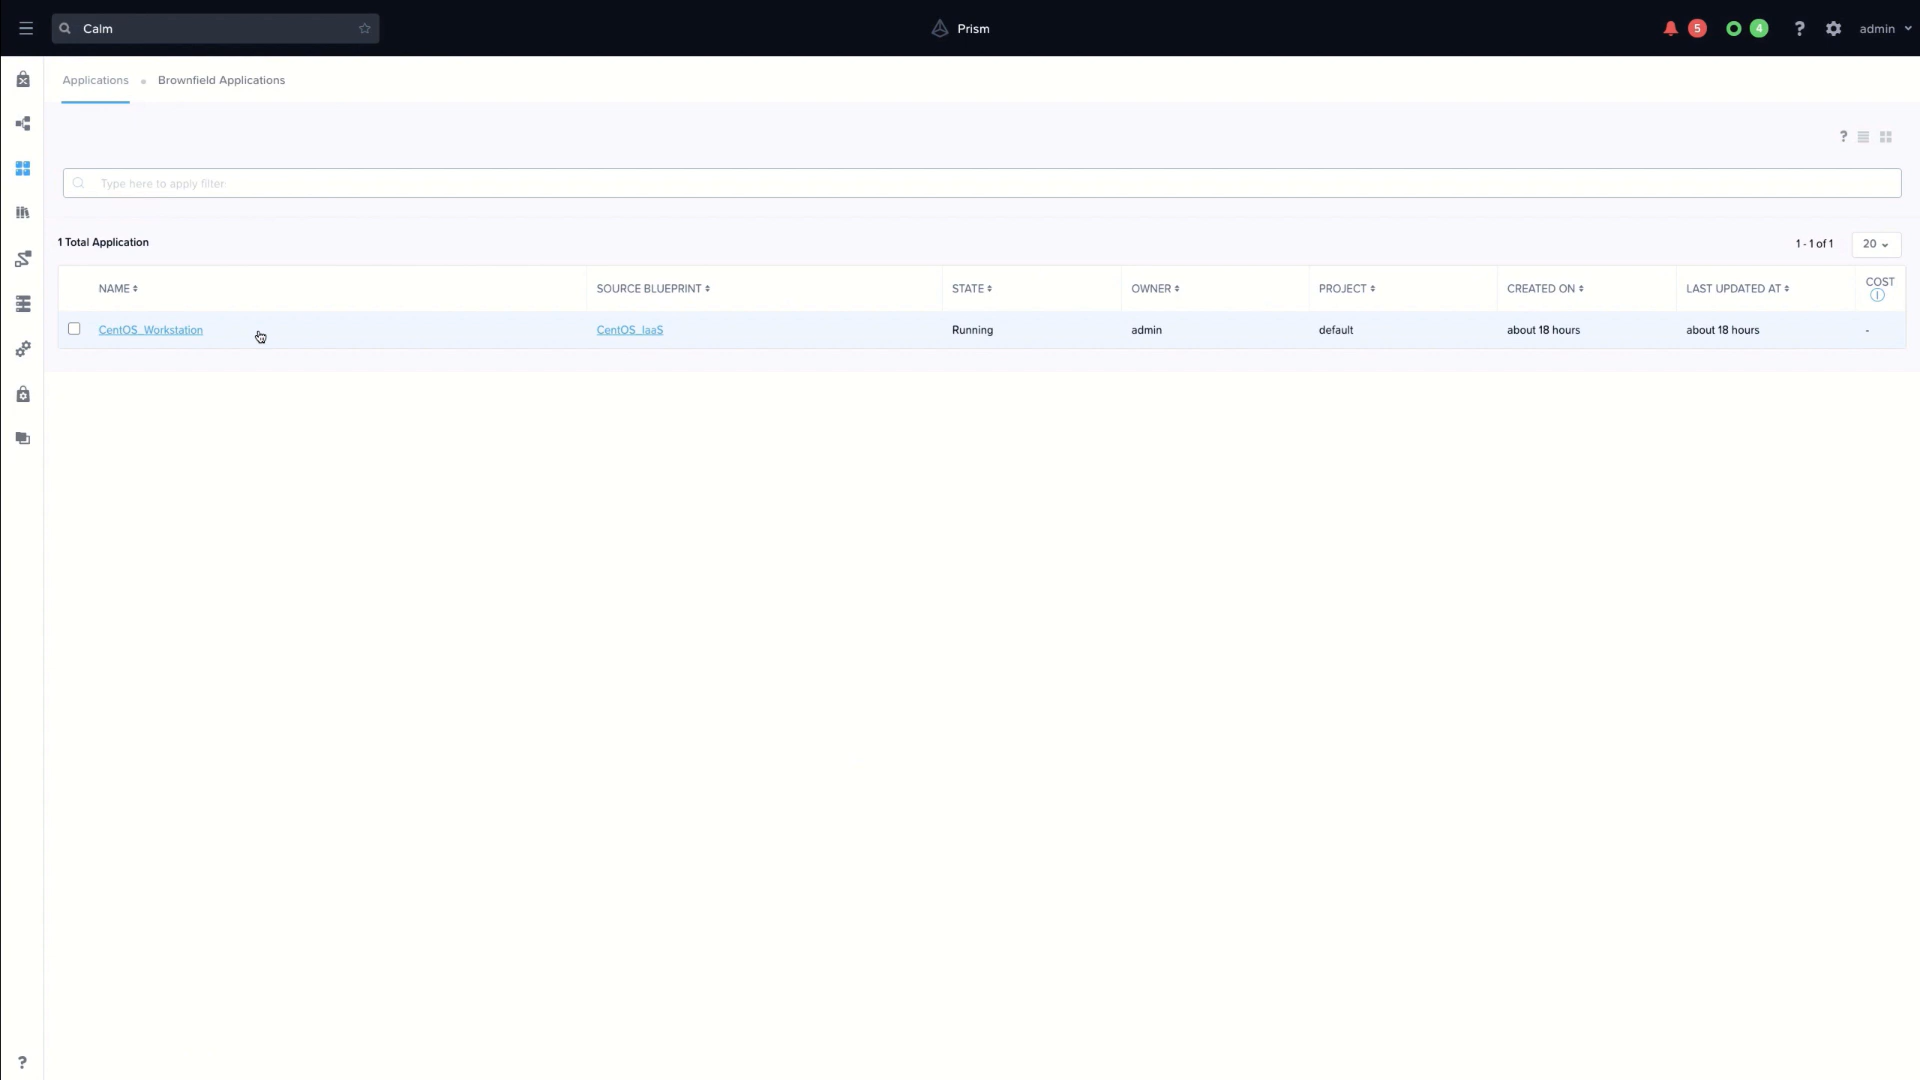 Calm
Prism
5
4
?
admin
Applications
Brownfield Applications
?
Type here to apply filter
1 Total Application
1 - 1 of 1
20
NAME
SOURCE BLUEPRINT
STATE
OWNER
PROJECT
CREATED ON
LAST UPDATED AT
COST
CentOS_Workstation
CentOS_IaaS
Running
admin
default
about 18 hours
about 18 hours
-
?